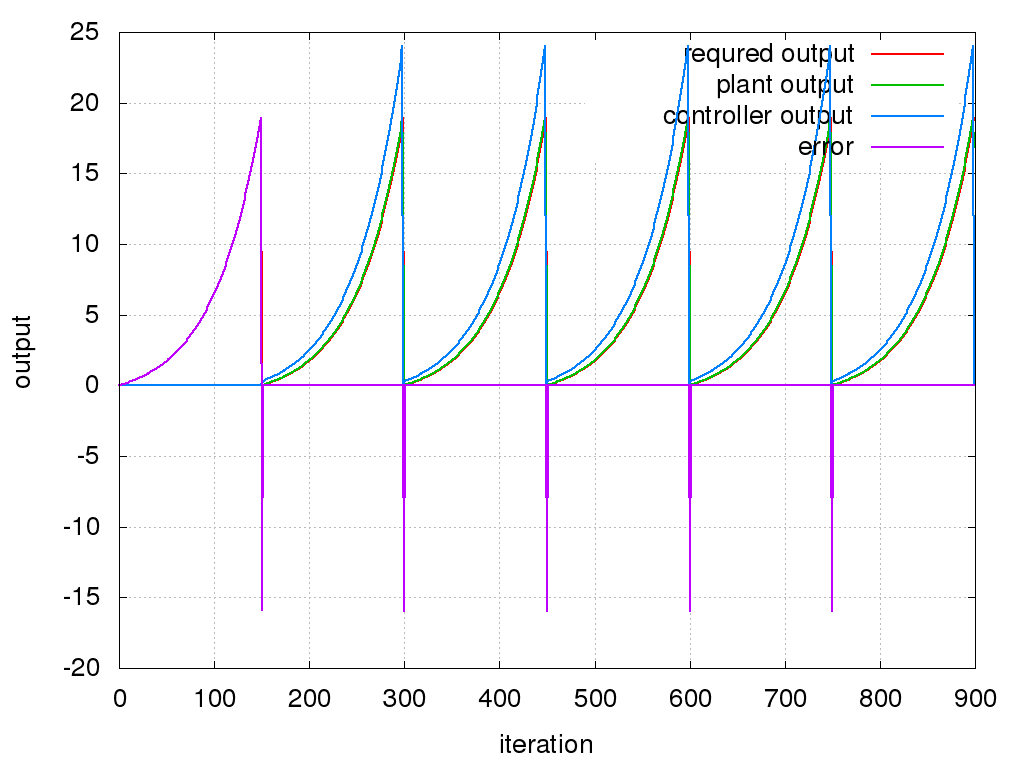 25
20
15
10
5
0
-5
-10
-15
-20
output
requred output
plant output
controller output
error
0 100 200 300 400 500 600 700 800 900
iteration